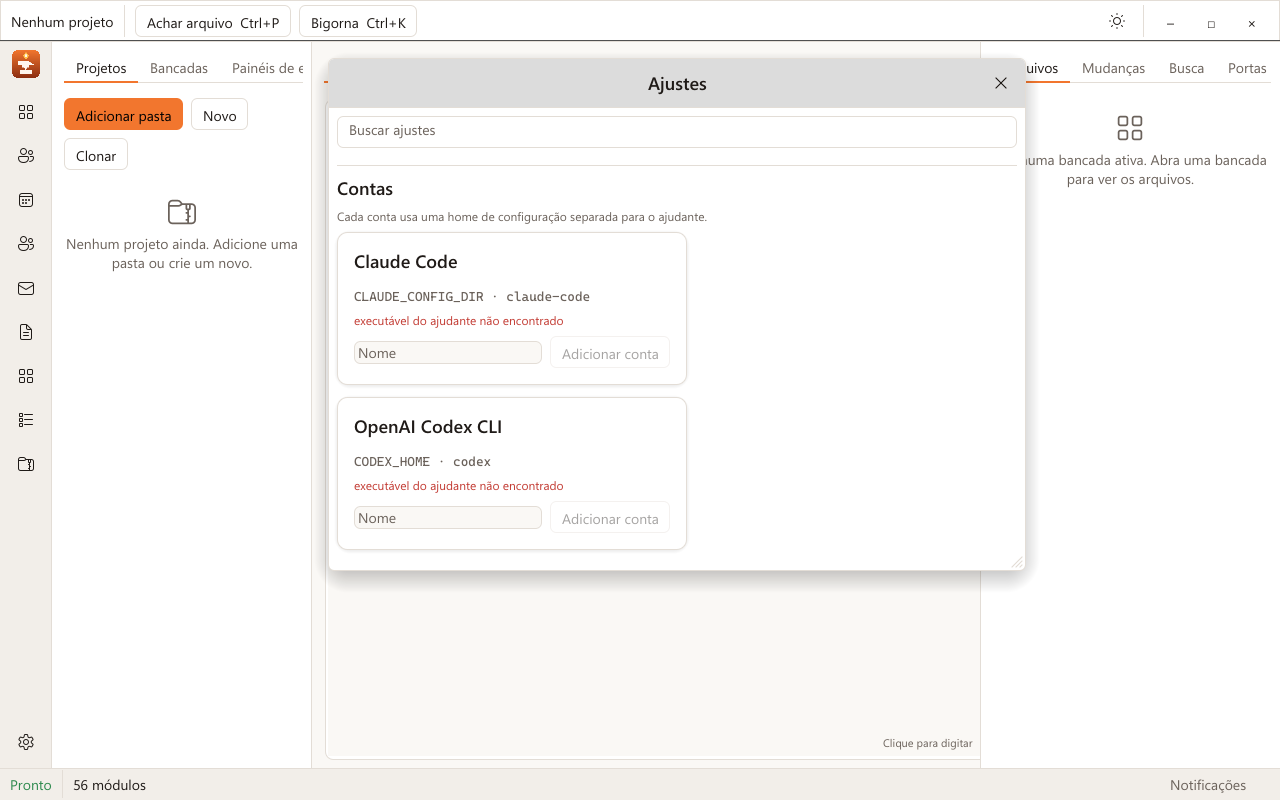 Nenhum projeto
Achar arquivo Ctrl+P
Bigorna Ctrl+K
Projetos
Bancadas
Painéis de e
Adicionar pasta
Novo
Clonar
Nenhum projeto ainda. Adicione uma
pasta ou crie um novo.
Ajustes
Buscar ajustes
Contas
Cada conta usa uma home de configuração separada para o ajudante.
Claude Code
CLAUDE_CONFIG_DIR · claude-code
executável do ajudante não encontrado
Nome
Adicionar conta
OpenAI Codex CLI
CODEX_HOME · codex
executável do ajudante não encontrado
Nome
Adicionar conta
Clique para digitar
uivos
Mudanças
Busca
Portas
uma bancada ativa. Abra uma bancada
para ver os arquivos.
Pronto
56 módulos
Notificações